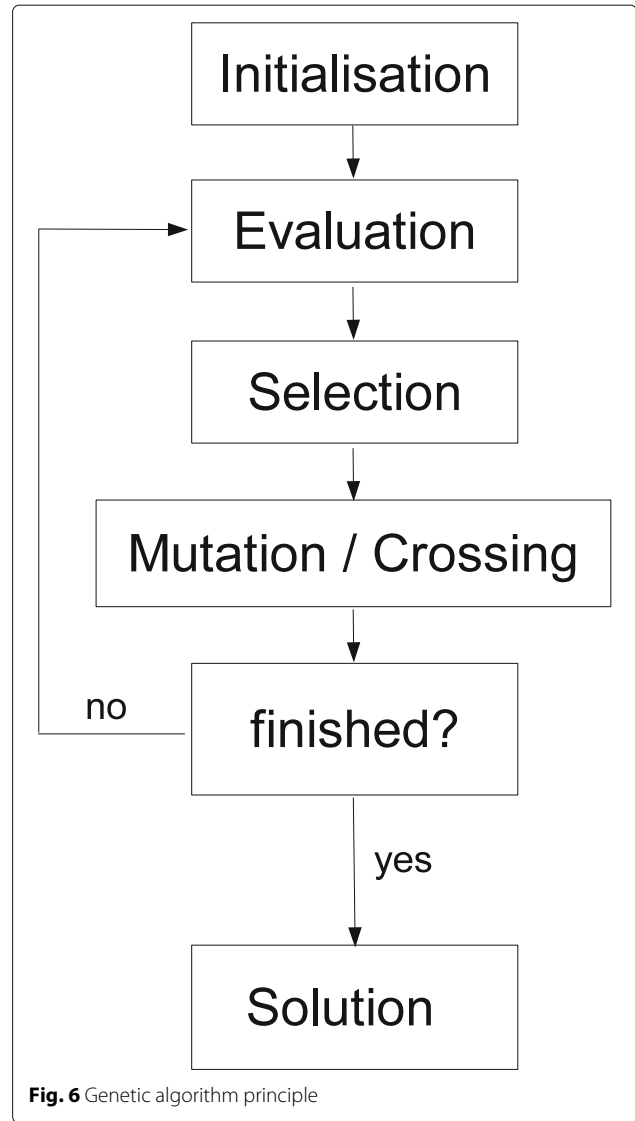 Initialisation
Evaluation
Selection
Mutation / Crossing
no
finished?
yes
Solution
Fig. 6 Genetic algorithm principle